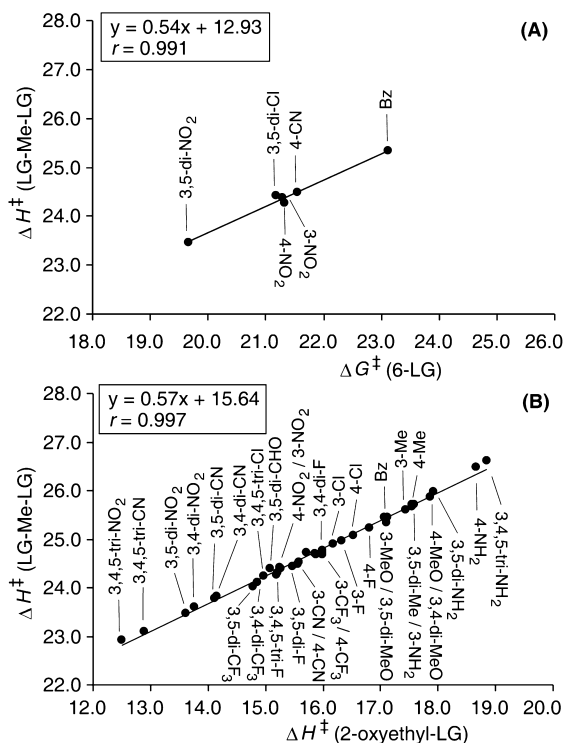 y = 0.54x + 12.93
r = 0.991
(A)
28.0
27.0
26.0
25.0
24.0
23.0
22.0
ΔH‡ (LG-Me-LG)
3,5-di-NO2
3,5-di-Cl
4-CN
Bz
4-NO2
3-NO2
18.0 19.0 20.0 21.0 22.0 23.0 24.0 25.0 26.0
ΔG‡ (6-LG)
y = 0.57x + 15.64
r = 0.997
(B)
28.0
27.0
26.0
25.0
24.0
23.0
22.0
ΔH‡ (LG-Me-LG)
3,4,5-tri-NO2
3,4,5-tri-CN
3,5-di-NO2
3,4-di-NO2
3,5-di-CN
3,4-di-CN
3,4,5-tri-Cl
3,5-di-CHO
4-NO2 / 3-NO2
3,4-di-F
3-Cl
4-Cl
Bz
3-Me
4-Me
3,5-di-CF3
3,4-di-CF3
3,4,5-tri-F
3,5-di-F
3-CN / 4-CN
3-CF3 / 4-CF3
3-F
4-F
3-MeO / 3,5-di-MeO
3,5-di-Me / 3-NH2
4-MeO / 3,4-di-MeO
3,5-di-NH2
4-NH2
3,4,5-tri-NH2
12.0 13.0 14.0 15.0 16.0 17.0 18.0 19.0 20.0
ΔH‡ (2-oxyethyl-LG)